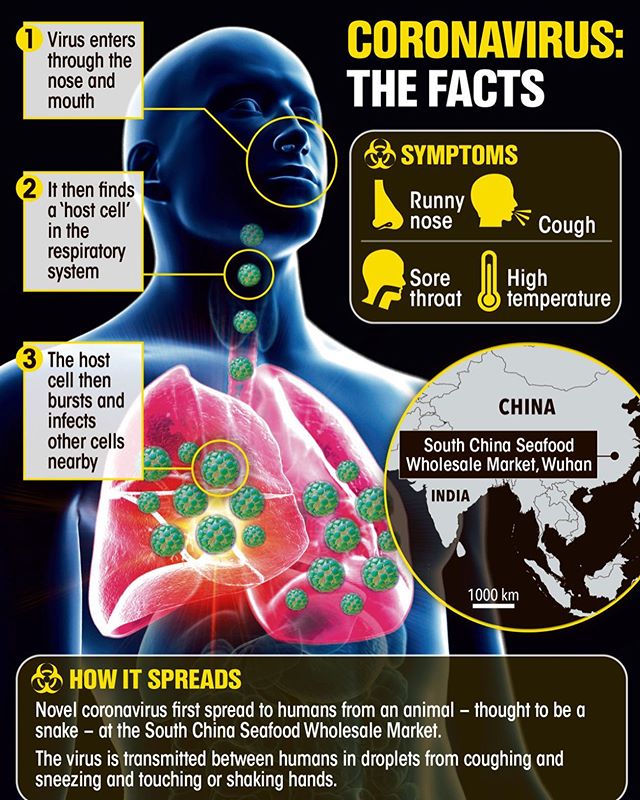 CORONAVIRUS:
THE FACTS
1 Virus enters
through the
nose and
mouth
2 It then finds
a 'host cell'
in the
respiratory
system
3 The host
cell then
bursts and
infects
other cells
nearby
SYMPTOMS
Runny
nose
Cough
Sore
throat
High
temperature
CHINA
South China Seafood
Wholesale Market, Wuhan
INDIA
1000 km
HOW IT SPREADS
Novel coronavirus first spread to humans from an animal – thought to be a
snake – at the South China Seafood Wholesale Market.
The virus is transmitted between humans in droplets from coughing and
sneezing and touching or shaking hands.